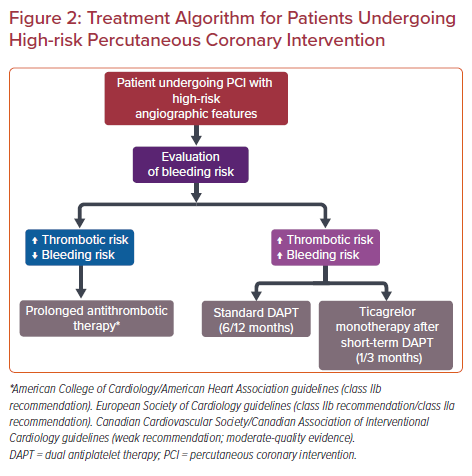 Figure 2: Treatment Algorithm for Patients Undergoing
High-risk Percutaneous Coronary Intervention
Patient undergoing PCI with
high-risk
angiographic features
Evaluation
of bleeding risk
⬆ Thrombotic risk
⬇ Bleeding risk
⬆ Thrombotic risk
⬆ Bleeding risk
Prolonged antithrombotic
therapy*
Standard DAPT
(6/12 months)
Ticagrelor
monotherapy after
short-term DAPT
(1/3 months)
*American College of Cardiology/American Heart Association guidelines (class IIb
recommendation). European Society of Cardiology guidelines (class IIb recommendation/class IIa
recommendation). Canadian Cardiovascular Society/Canadian Association of Interventional
Cardiology guidelines (weak recommendation; moderate-quality evidence).
DAPT = dual antiplatelet therapy; PCI = percutaneous coronary intervention.